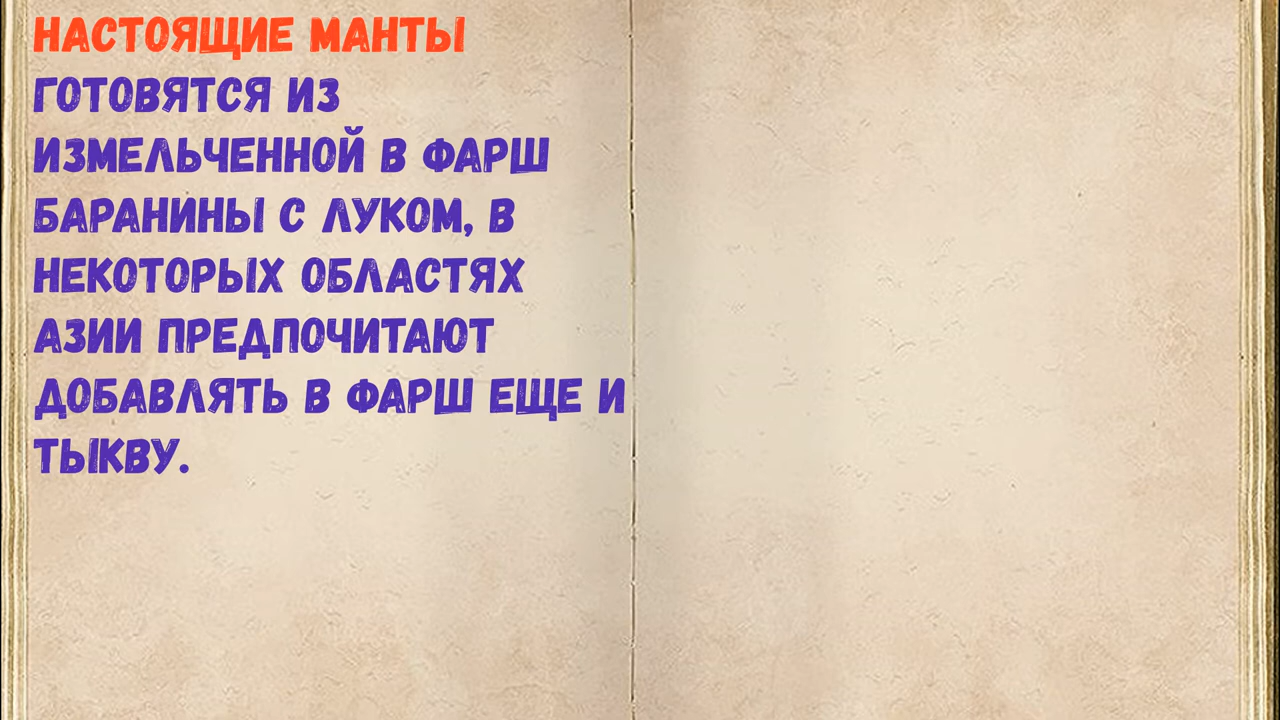 НАСТОЯЩИЕ МАНТЫ
ГОТОВЯТСЯ ИЗ
ИЗМЕЛЬЧЕННОЙ В ФАРШ
БАРАНИНЫ С ЛУКОМ, В
НЕКОТОРЫХ ОБЛАСТЯХ
АЗИИ ПРЕДПОЧИТАЮТ
ДОБАВЛЯТЬ В ФАРШ ЕЩЕ И
ТЫКВУ.